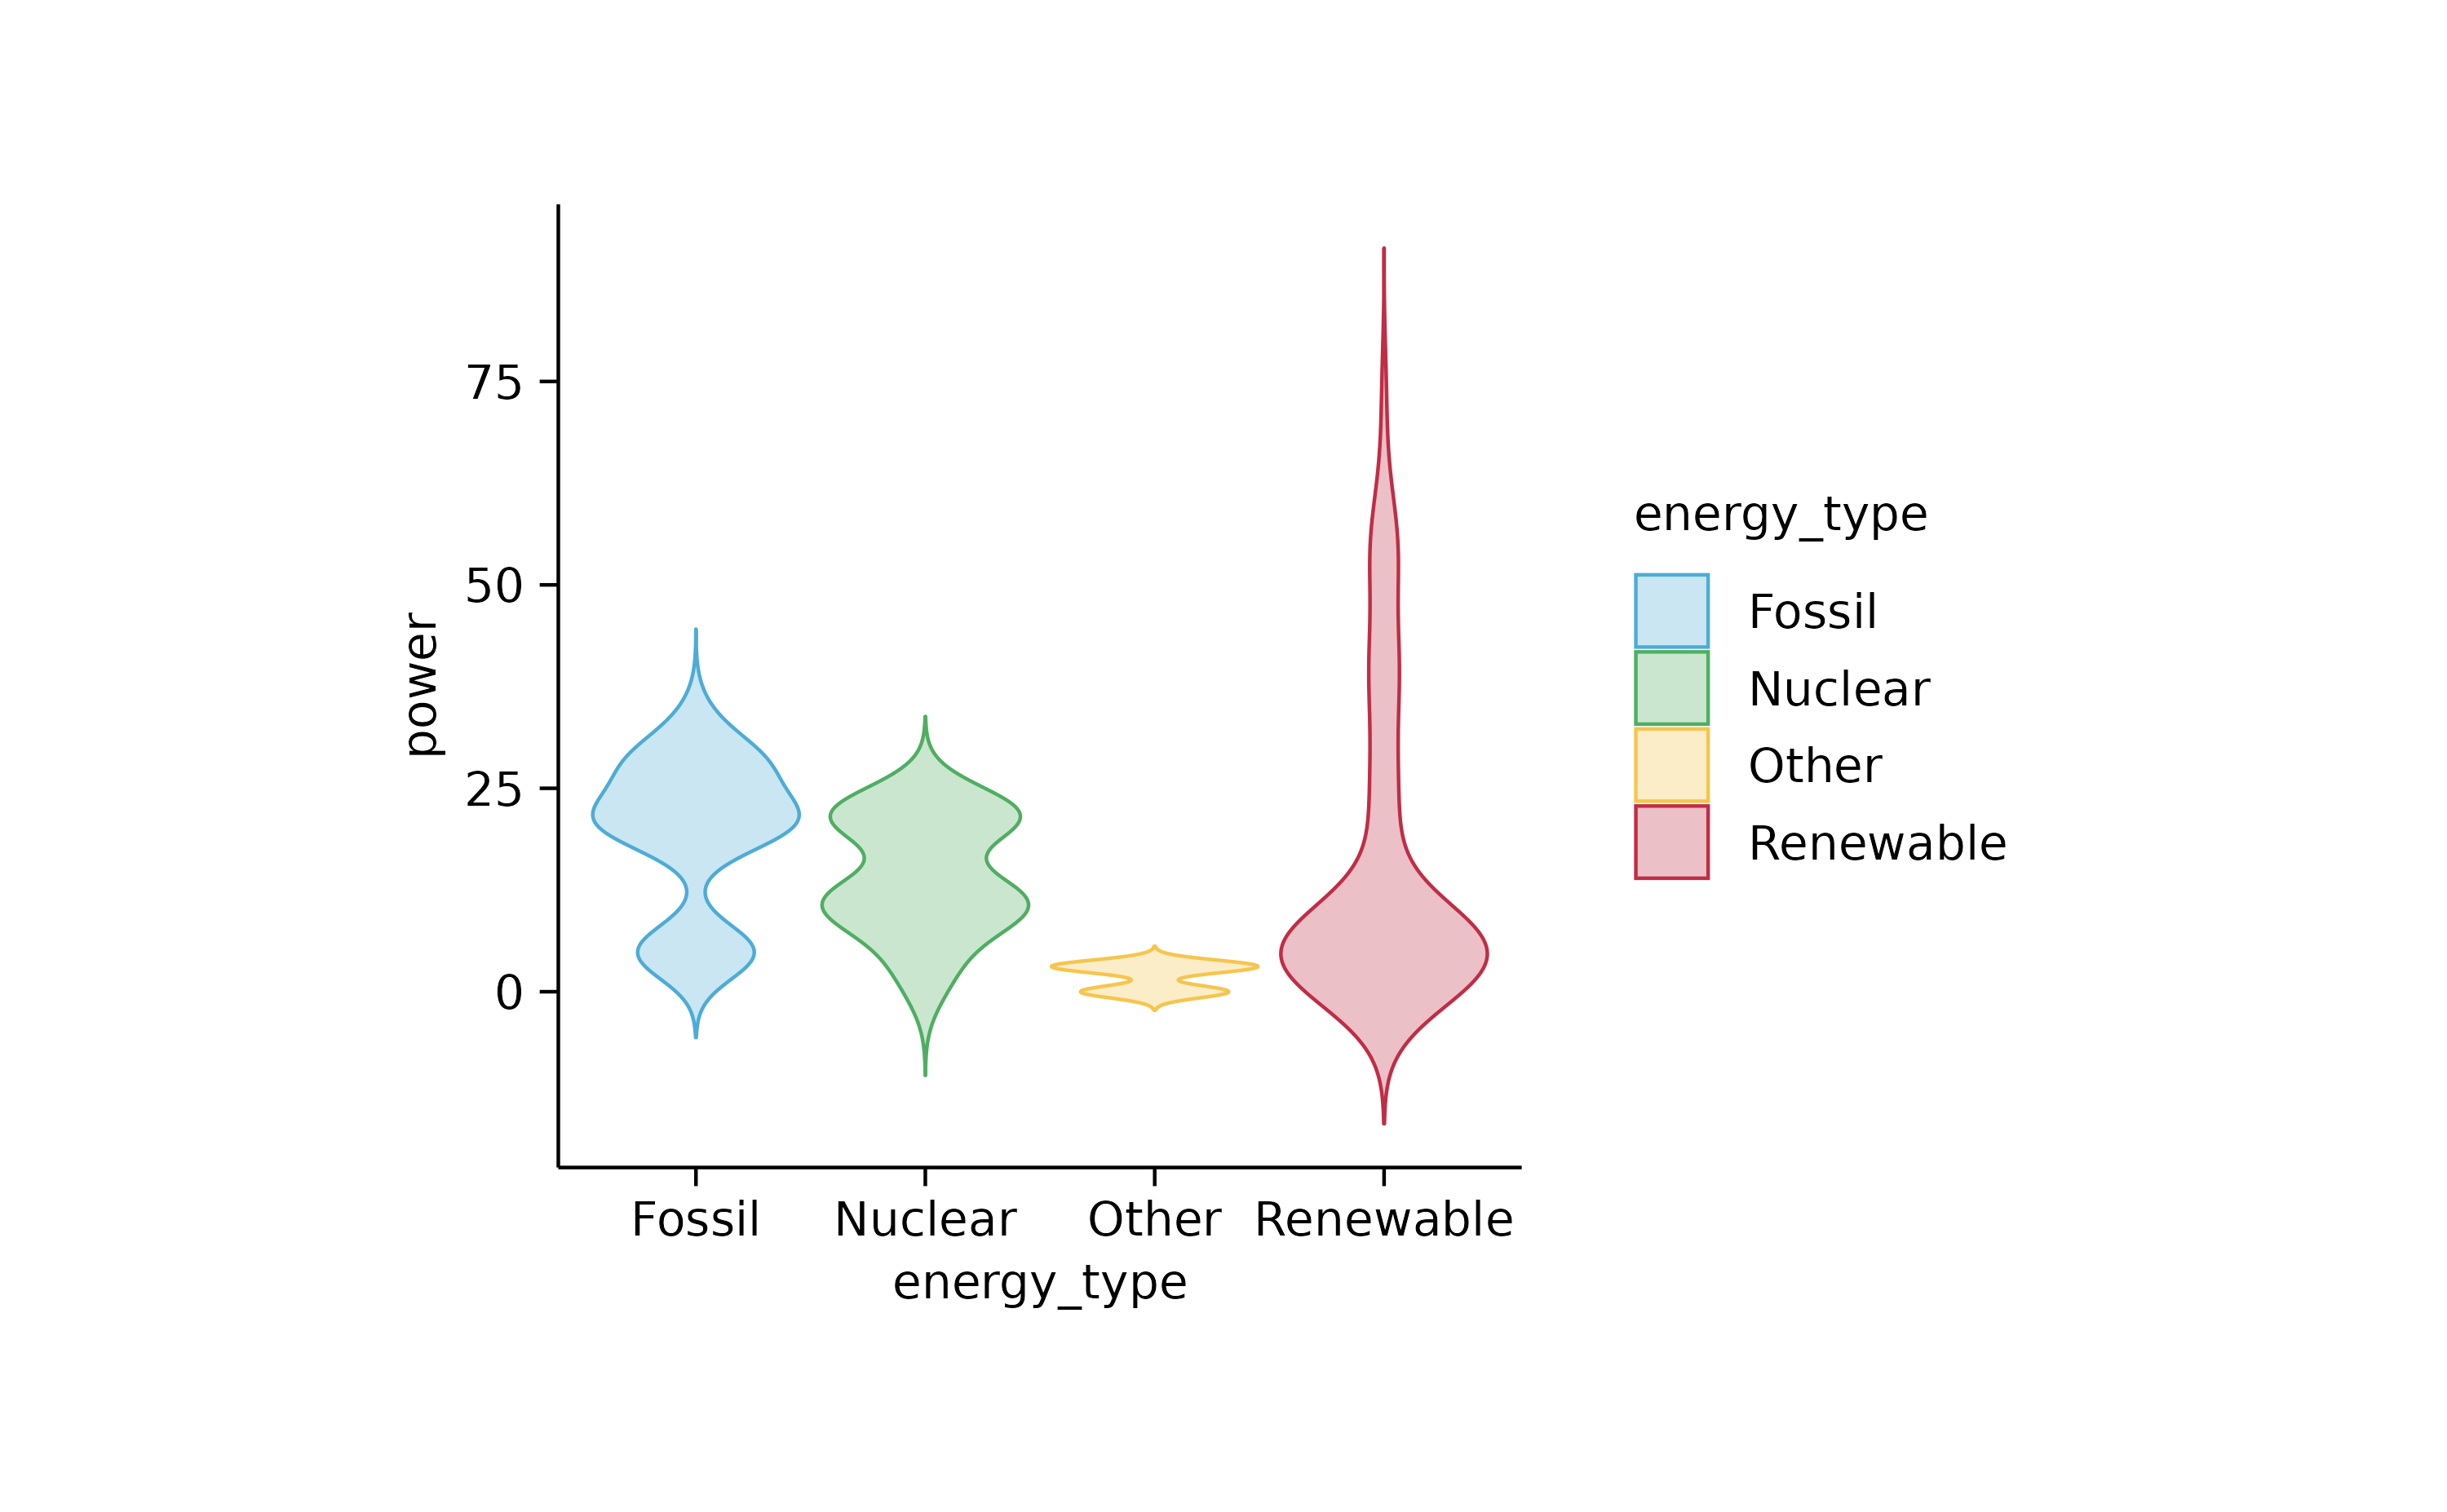 75
50
25
0
power
Fossil
Nuclear
Other
Renewable
energy_type
energy_type
Fossil
Nuclear
Other
Renewable